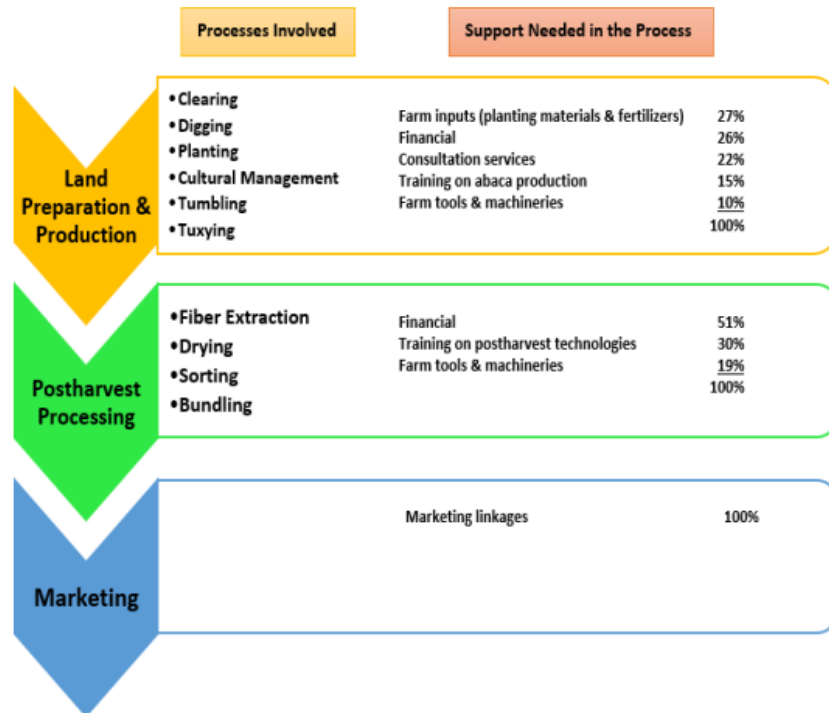 Processes Involved
Support Needed in the Process
Land
Preparation &
Production
•Clearing
•Digging
•Planting
•Cultural Management
•Tumbling
•Tuxying
Farm inputs (planting materials & fertilizers) 27%
Financial 26%
Consultation services 22%
Training on abaca production 15%
Farm tools & machineries 10%
100%
Postharvest
Processing
•Fiber Extraction
•Drying
•Sorting
•Bundling
Financial 51%
Training on postharvest technologies 30%
Farm tools & machineries 19%
100%
Marketing
Marketing linkages 100%